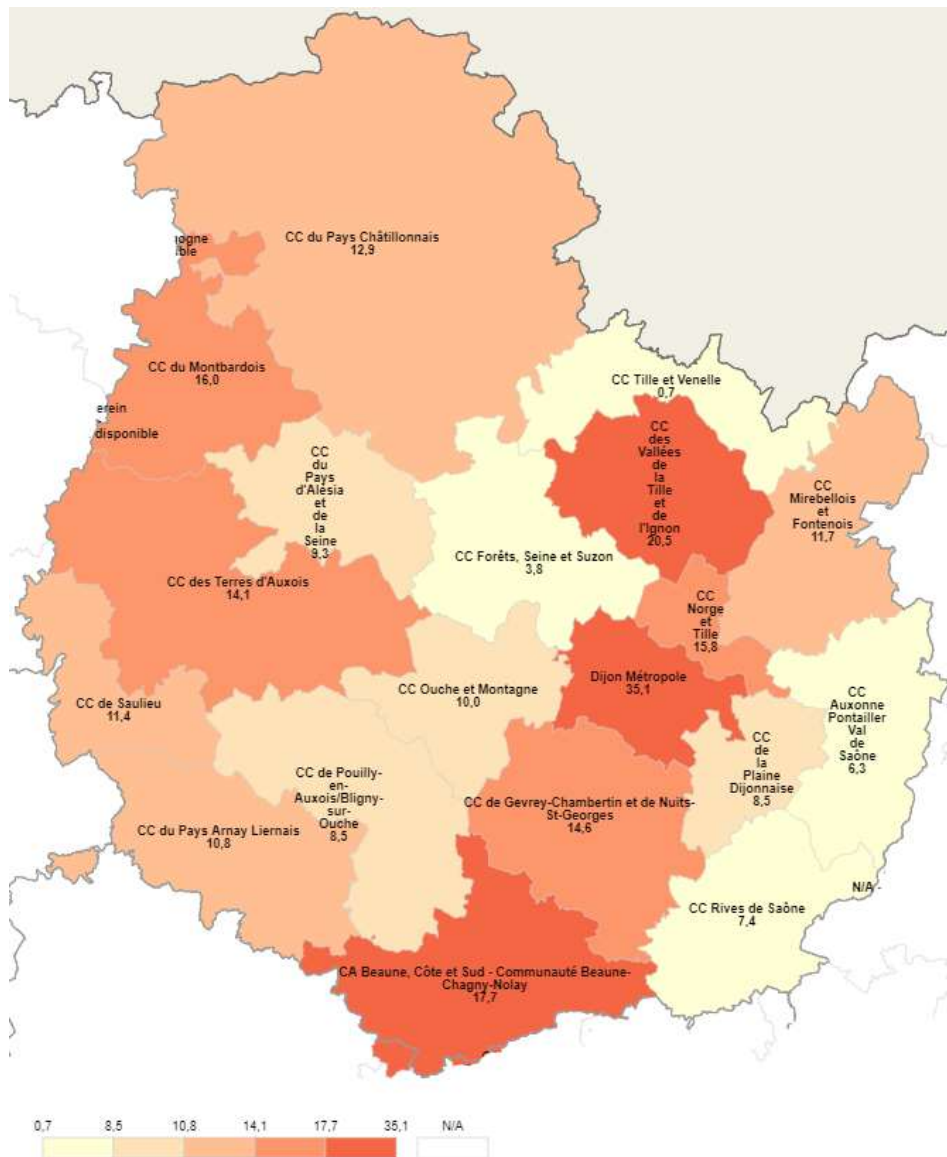 CC du Pays Châtillonnais
12,9
ogne
ible
CC du Montbardois
16,0
erein
disponible
CC Tille et Venelle
0,7
CC
des
Vallées
de
la
Tille
et
de
l'Ignon
20,5
CC
du
Pays
d'Alésia
et
de
la
Seine
9,3
CC
Mirebellois
et
Fontenois
11,7
CC Forêts, Seine et Suzon
3,8
CC des Terres d'Auxois
14,1
CC
Norge
et
Tille
15,8
Dijon Métropole
35,1
CC Ouche et Montagne
10,0
CC de Saulieu
11,4
CC
Auxonne
Pontailler
Val
de
Saône
6,3
CC
de
la
Plaine
Dijonnaise
8,5
CC de Pouilly-
en-
Auxois/Bligny-
sur-
Ouche
8,5
CC de Gevrey-Chambertin et de Nuits-
St-Georges
14,6
CC du Pays Arnay Liernais
10,8
N/A -
CC Rives de Saône
7,4
CA Beaune, Côte et Sud - Communauté Beaune-
Chagny-Nolay
17,7
0,7 8,5 10,8 14,1 17,7 35,1 N/A